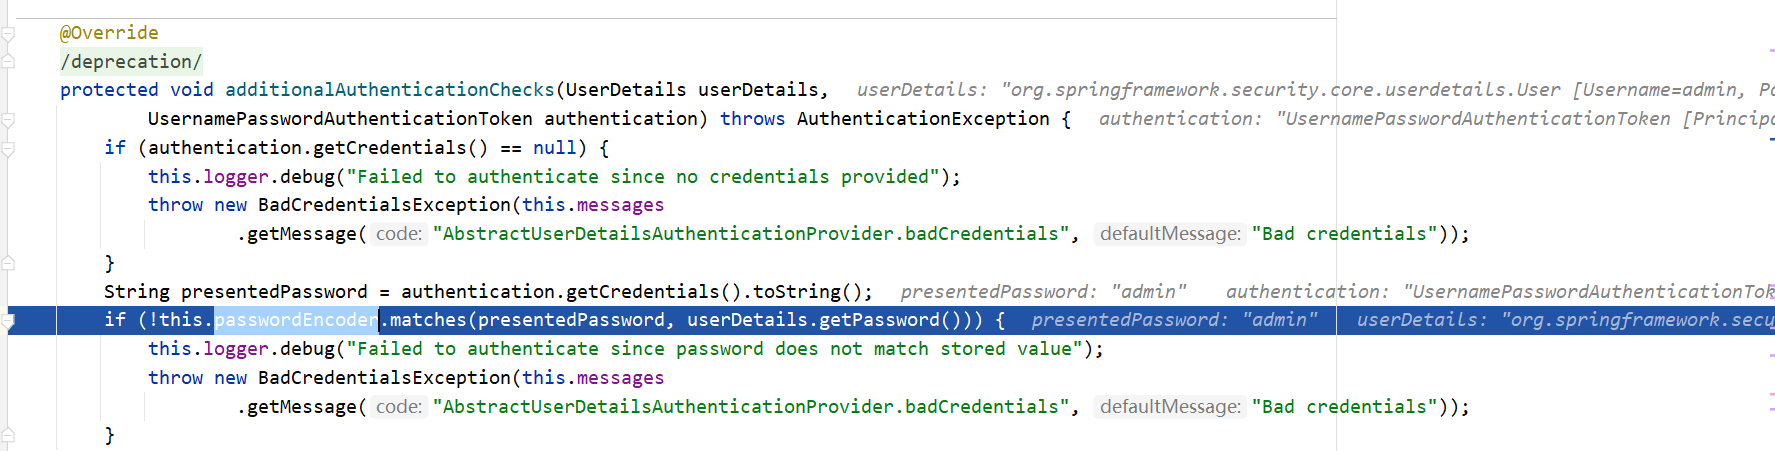 @Override
/deprecation/
protected void additionalAuthenticationChecks(UserDetails userDetails, userDetails: "org.springframework.security.core.userdetails.User [Username=admin, Pa
UsernamePasswordAuthenticationToken authentication) throws AuthenticationException { authentication: "UsernamePasswordAuthenticationToken [Principa
if (authentication.getCredentials() == null) {
this.logger.debug("Failed to authenticate since no credentials provided");
throw new BadCredentialsException(this.messages
.getMessage( code: "AbstractUserDetailsAuthenticationProvider.badCredentials", defaultMessage: "Bad credentials"));
}
String presentedPassword = authentication.getCredentials().toString(); presentedPassword: "admin" authentication: "UsernamePasswordAuthenticationTok
if (!this.passwordEncoder.matches(presentedPassword, userDetails.getPassword())) { presentedPassword: "admin" userDetails: "org.springframework.secu
this.logger.debug("Failed to authenticate since password does not match stored value");
throw new BadCredentialsException(this.messages
.getMessage( code: "AbstractUserDetailsAuthenticationProvider.badCredentials", defaultMessage: "Bad credentials"));
}